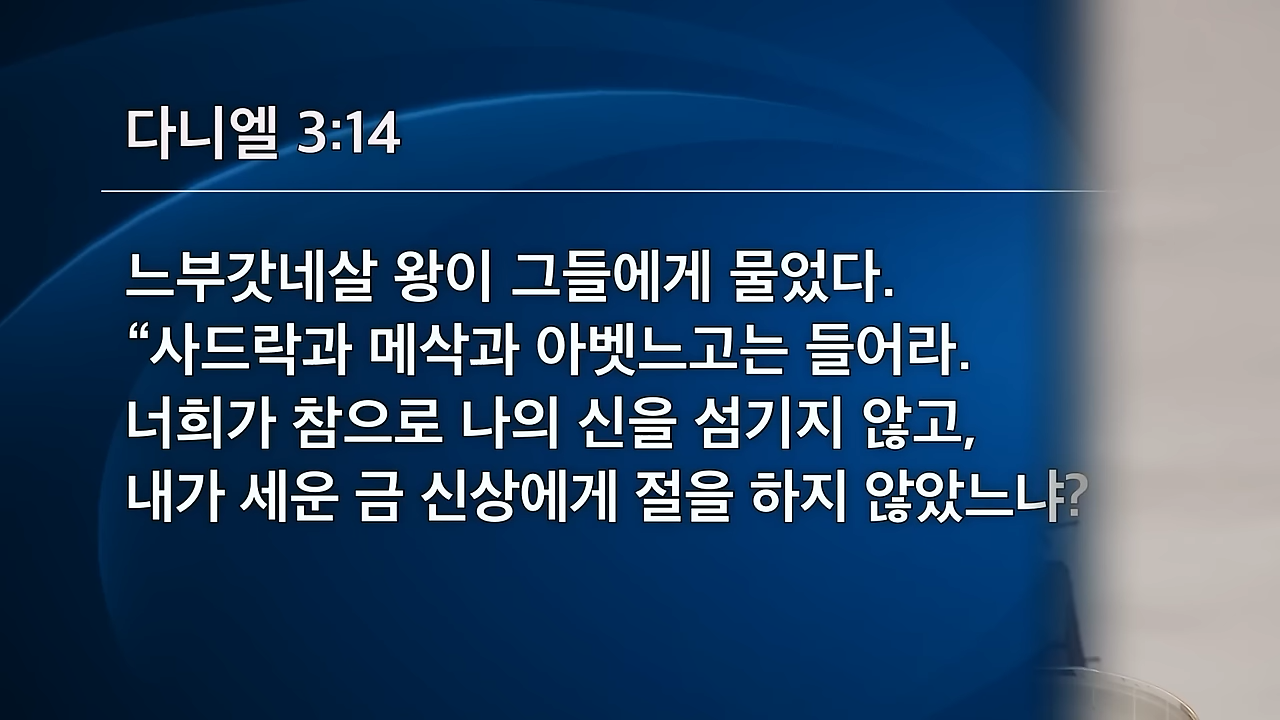 다니엘 3:14
느부갓네살 왕이 그들에게 물었다.
“사드락과 메삭과 아벳느고는 들어라.
너희가 참으로 나의 신을 섬기지 않고,
내가 세운 금 신상에게 절을 하지 않았느냐?